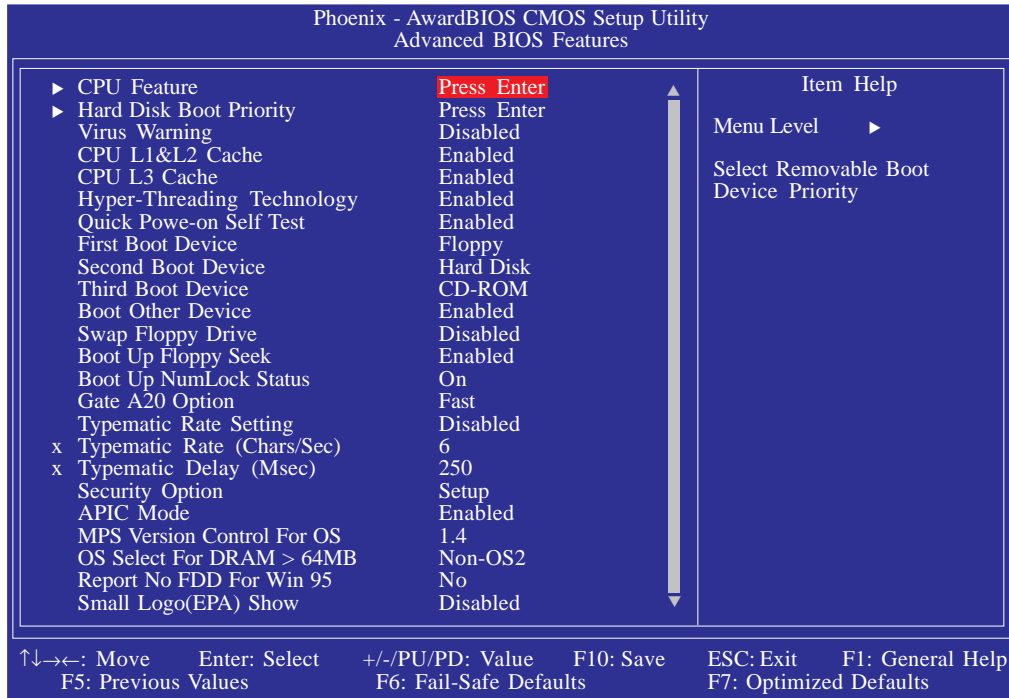 Phoenix - AwardBIOS CMOS Setup Utility
Advanced BIOS Features
▶ CPU Feature Press Enter
▶ Hard Disk Boot Priority Press Enter
Virus Warning Disabled
CPU L1&L2 Cache Enabled
CPU L3 Cache Enabled
Hyper-Threading Technology Enabled
Quick Powe-on Self Test Enabled
First Boot Device Floppy
Second Boot Device Hard Disk
Third Boot Device CD-ROM
Boot Other Device Enabled
Swap Floppy Drive Disabled
Boot Up Floppy Seek Enabled
Boot Up NumLock Status On
Gate A20 Option Fast
Typematic Rate Setting Disabled
x Typematic Rate (Chars/Sec) 6
x Typematic Delay (Msec) 250
Security Option Setup
APIC Mode Enabled
MPS Version Control For OS 1.4
OS Select For DRAM > 64MB Non-OS2
Report No FDD For Win 95 No
Small Logo(EPA) Show Disabled
Item Help
Menu Level ▶
Select Removable Boot
Device Priority
↑↓→←: Move Enter: Select +/-/PU/PD: Value F10: Save ESC: Exit F1: General Help
F5: Previous Values F6: Fail-Safe Defaults F7: Optimized Defaults